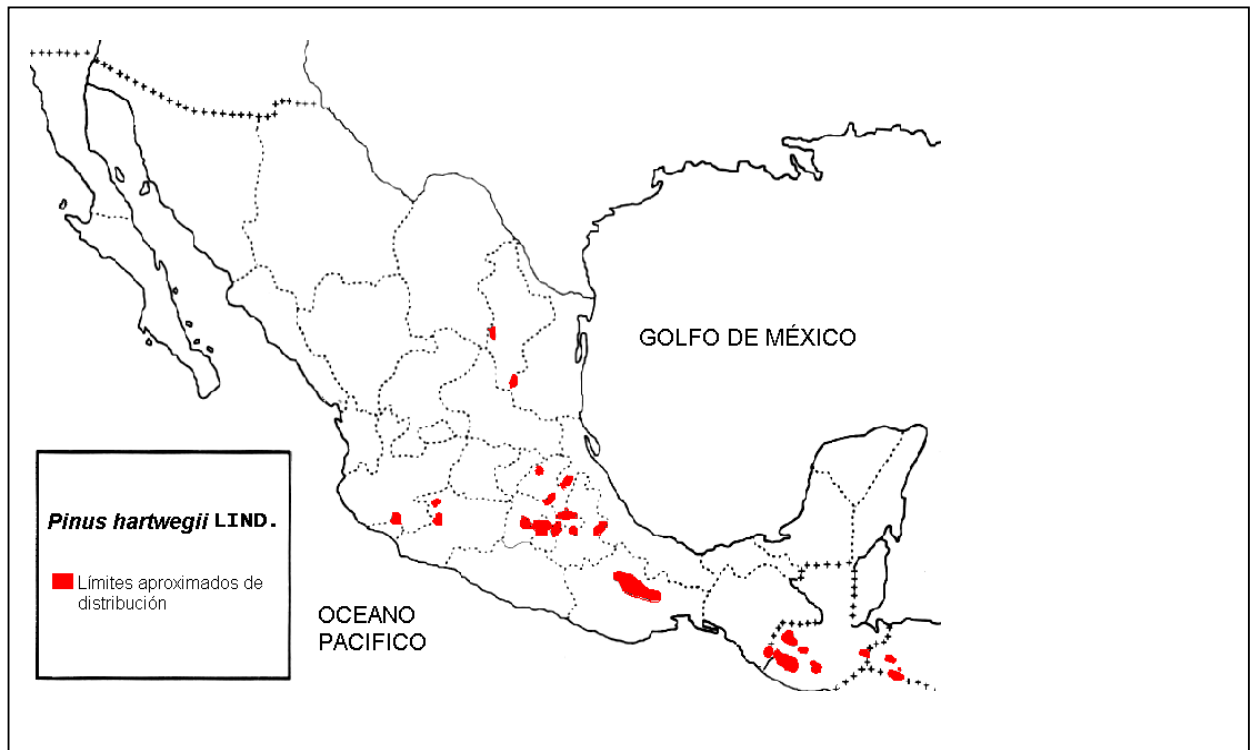 GOLFO DE MÉXICO
Pinus hartwegii LIND.
Límites aproximados de
distribución
OCEANO
PACIFICO